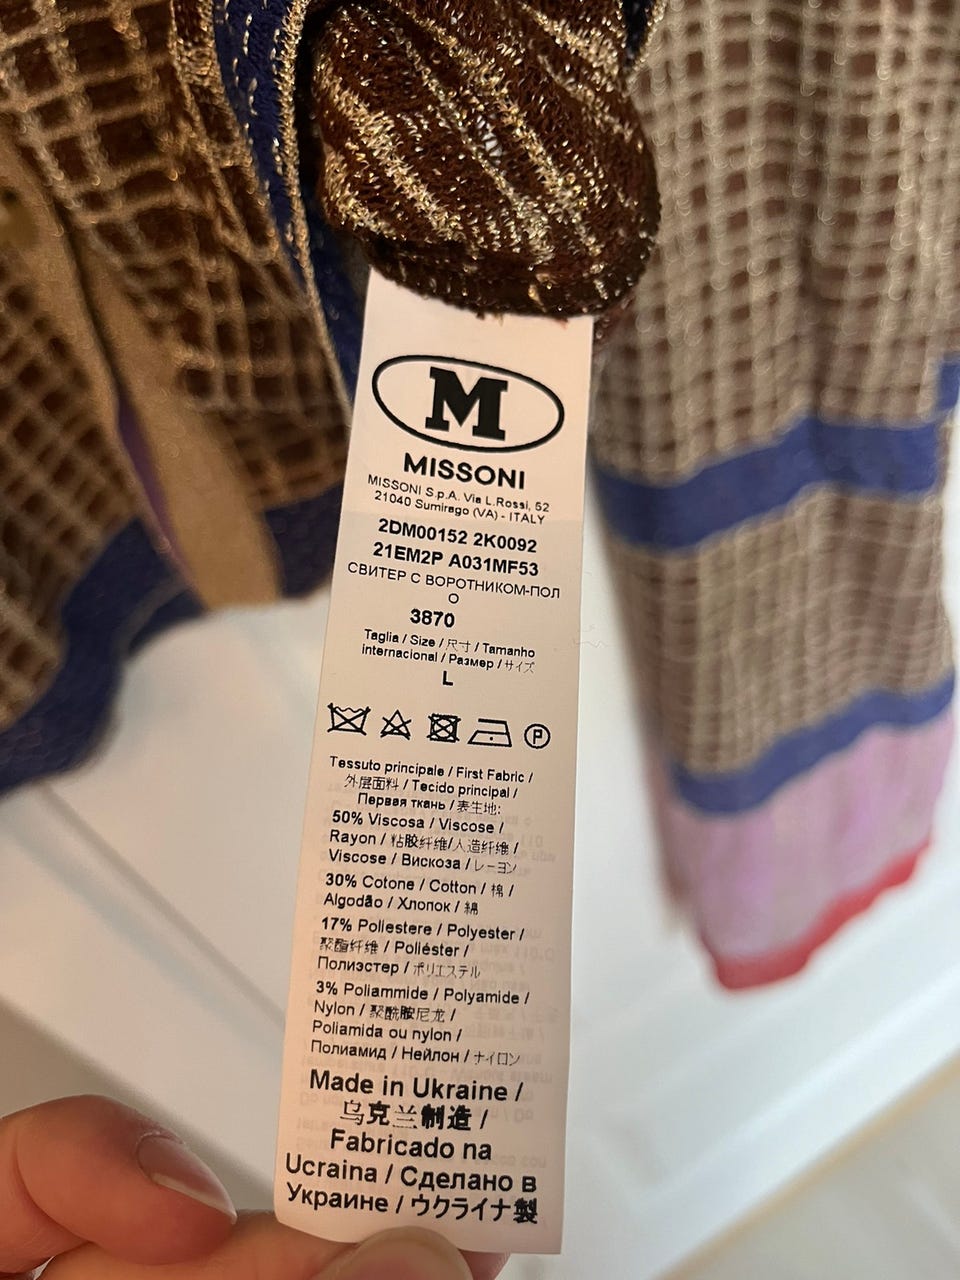 M
MISSONI
MISSONI S.p.A. Via L.Rossi, 52
21040 Sumirago (VA) - ITALY
2DM00152 2K0092
21EM2P A031MF53
СВИТЕР С ВОРОТНИКОМ-ПОЛ
О
3870
Taglia / Size / 尺寸 / Tamanho
internacional / Размер / サイズ
L
P
Tessuto principale / First Fabric /
外层面料 / Tecido principal /
Первая ткань / 表生地:
50% Viscosa / Viscose /
Rayon / 粘胶纤维/人造纤维 /
Viscose / Вискоза / レーヨン
30% Cotone / Cotton / 棉 /
Algodão / Хлопок / 綿
17% Poliestere / Polyester /
聚酯纤维 / Poliéster /
Полиэстер / ポリエステル
3% Poliammide / Polyamide /
Nylon / 聚酰胺尼龙 /
Poliamida ou nylon /
Полиамид / Нейлон / ナイロン
Made in Ukraine /
乌克兰制造 /
Fabricado na
Ucraina / Сделано в
Украине / ウクライナ製